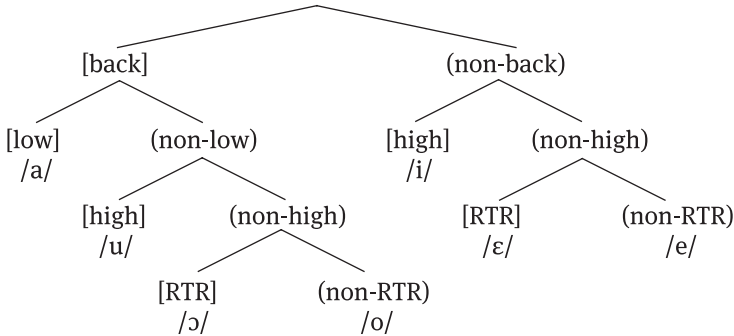 [back] (non-back)
[low] (non-low) [high] (non-high)
/a/ /i/
[high] (non-high) [RTR] (non-RTR)
/u/ /ɛ/ /e/
[RTR] (non-RTR)
/ɔ/ /o/